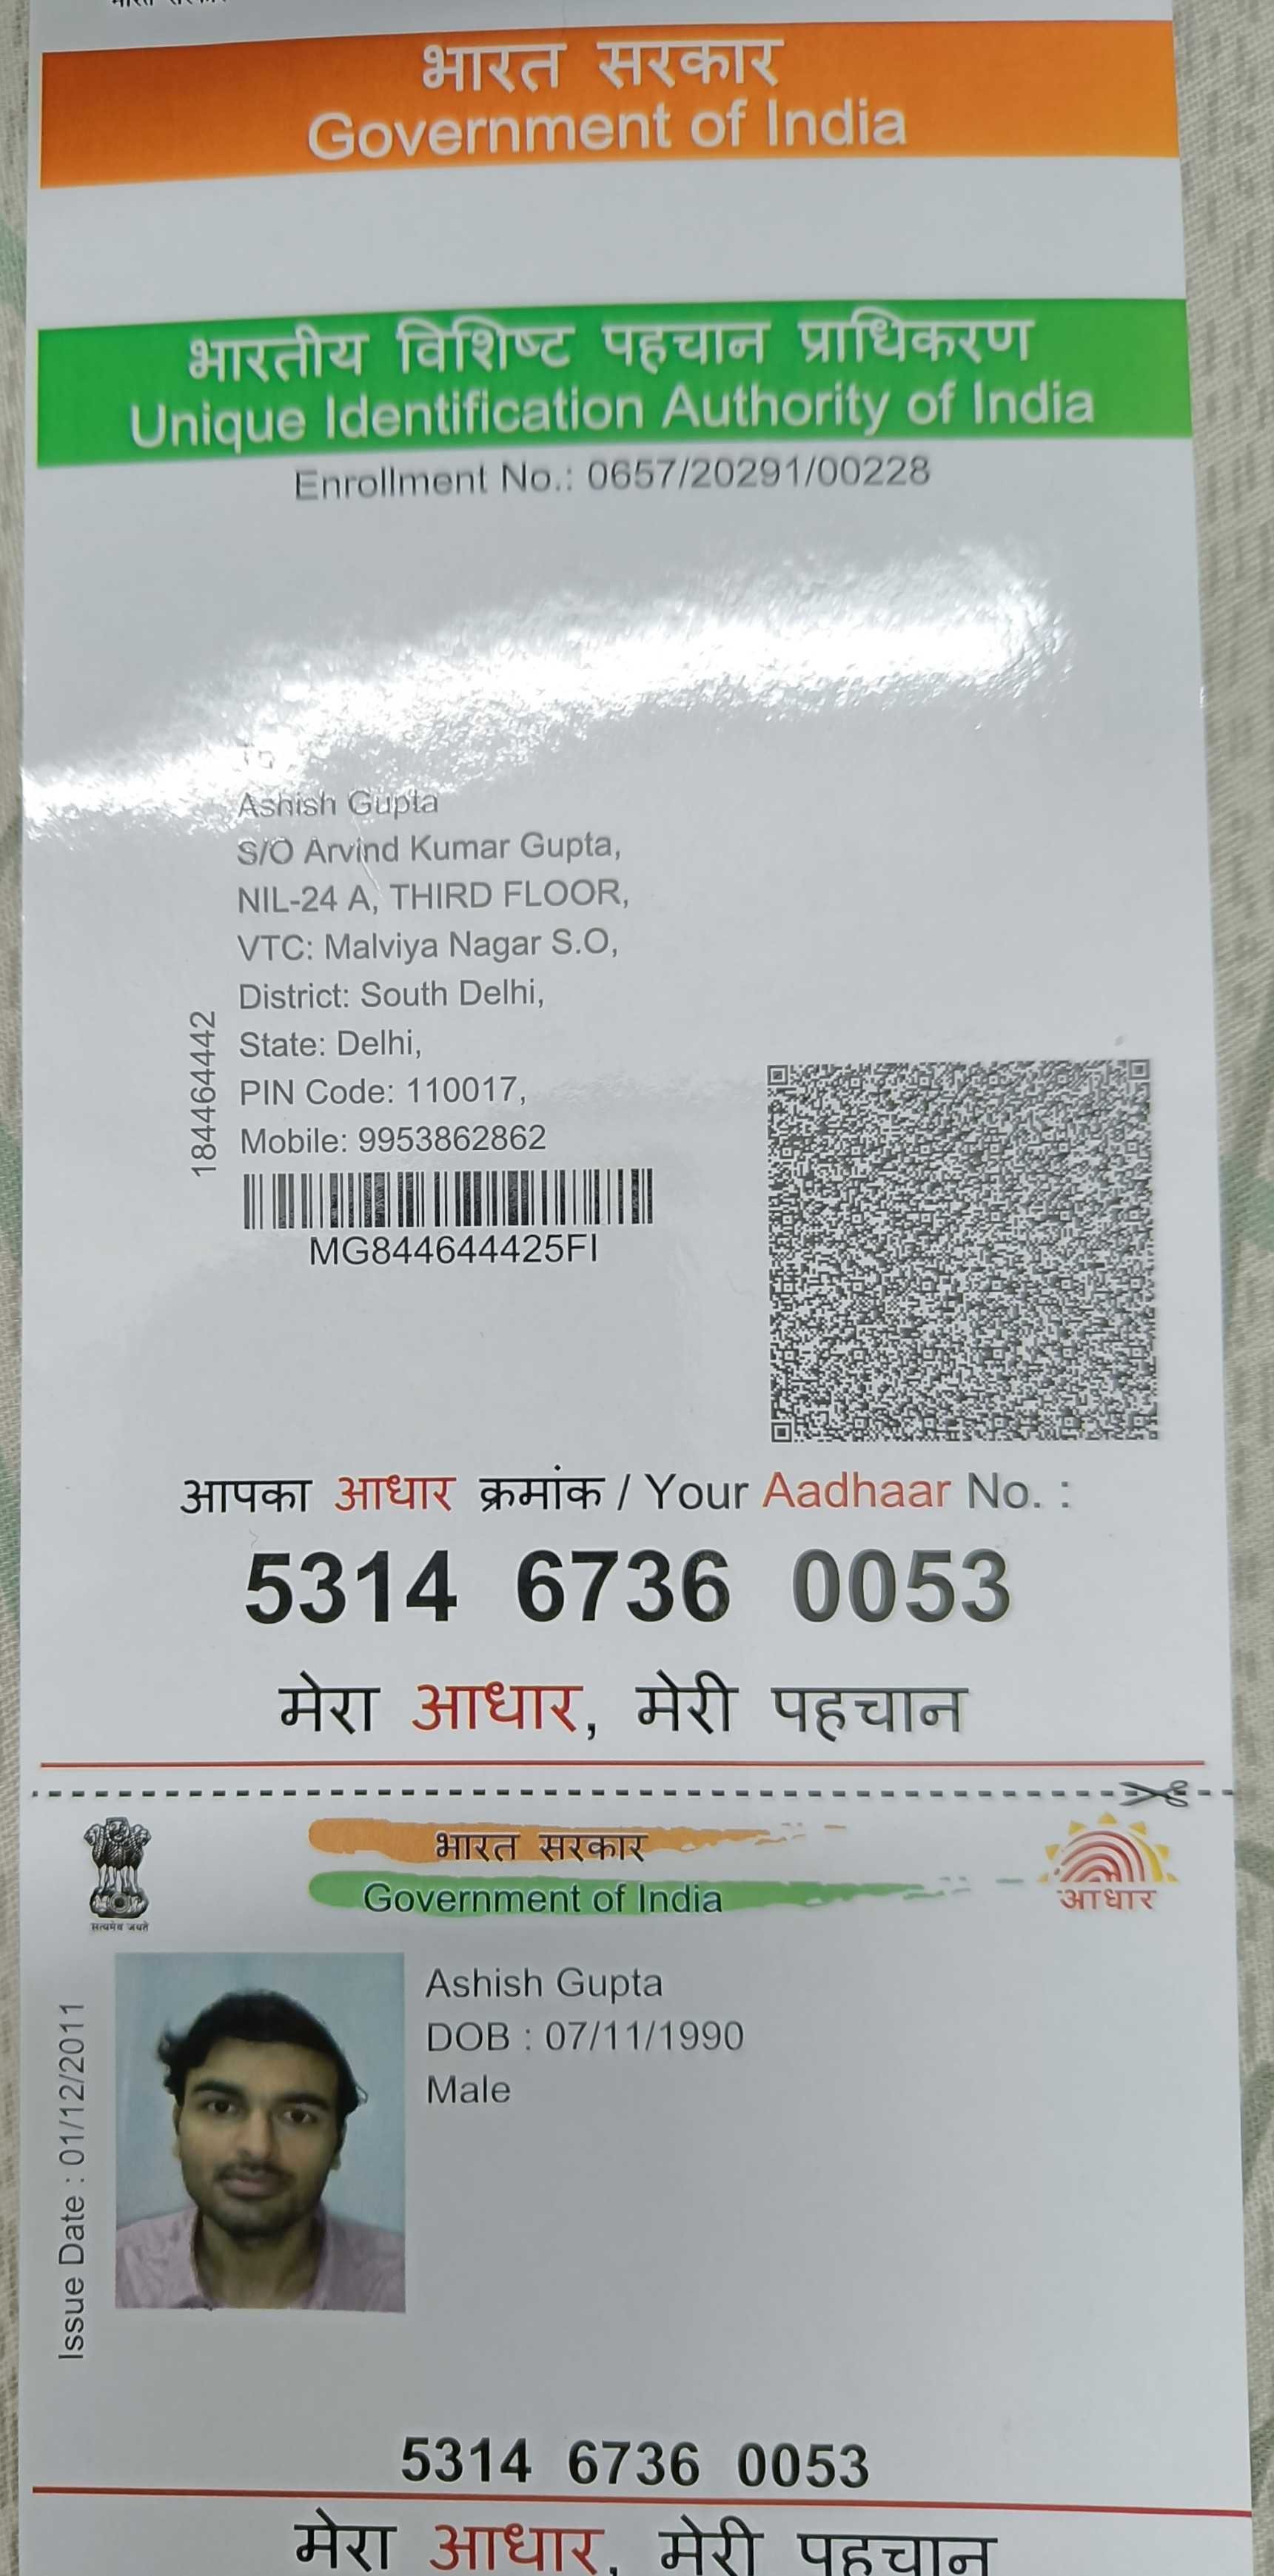 भारत सरकार
Government of India
भारतीय विशिष्ट पहचान प्राधिकरण
Unique Identification Authority of India
Enrollment No.: 0657/20291/00228
To
Ashish Gupta
S/O Arvind Kumar Gupta,
NIL-24 A, THIRD FLOOR,
VTC: Malviya Nagar S.O,
District: South Delhi,
State: Delhi,
PIN Code: 110017,
Mobile: 9953862862
184464442
MG844644425FI
आपका आधार क्रमांक / Your Aadhaar No. :
5314 6736 0053
मेरा आधार, मेरी पहचान
सत्यमेव जयते
भारत सरकार
Government of India
आधार
Issue Date : 01/12/2011
Ashish Gupta
DOB : 07/11/1990
Male
5314 6736 0053
मेरा आधार, मेरी पहचान